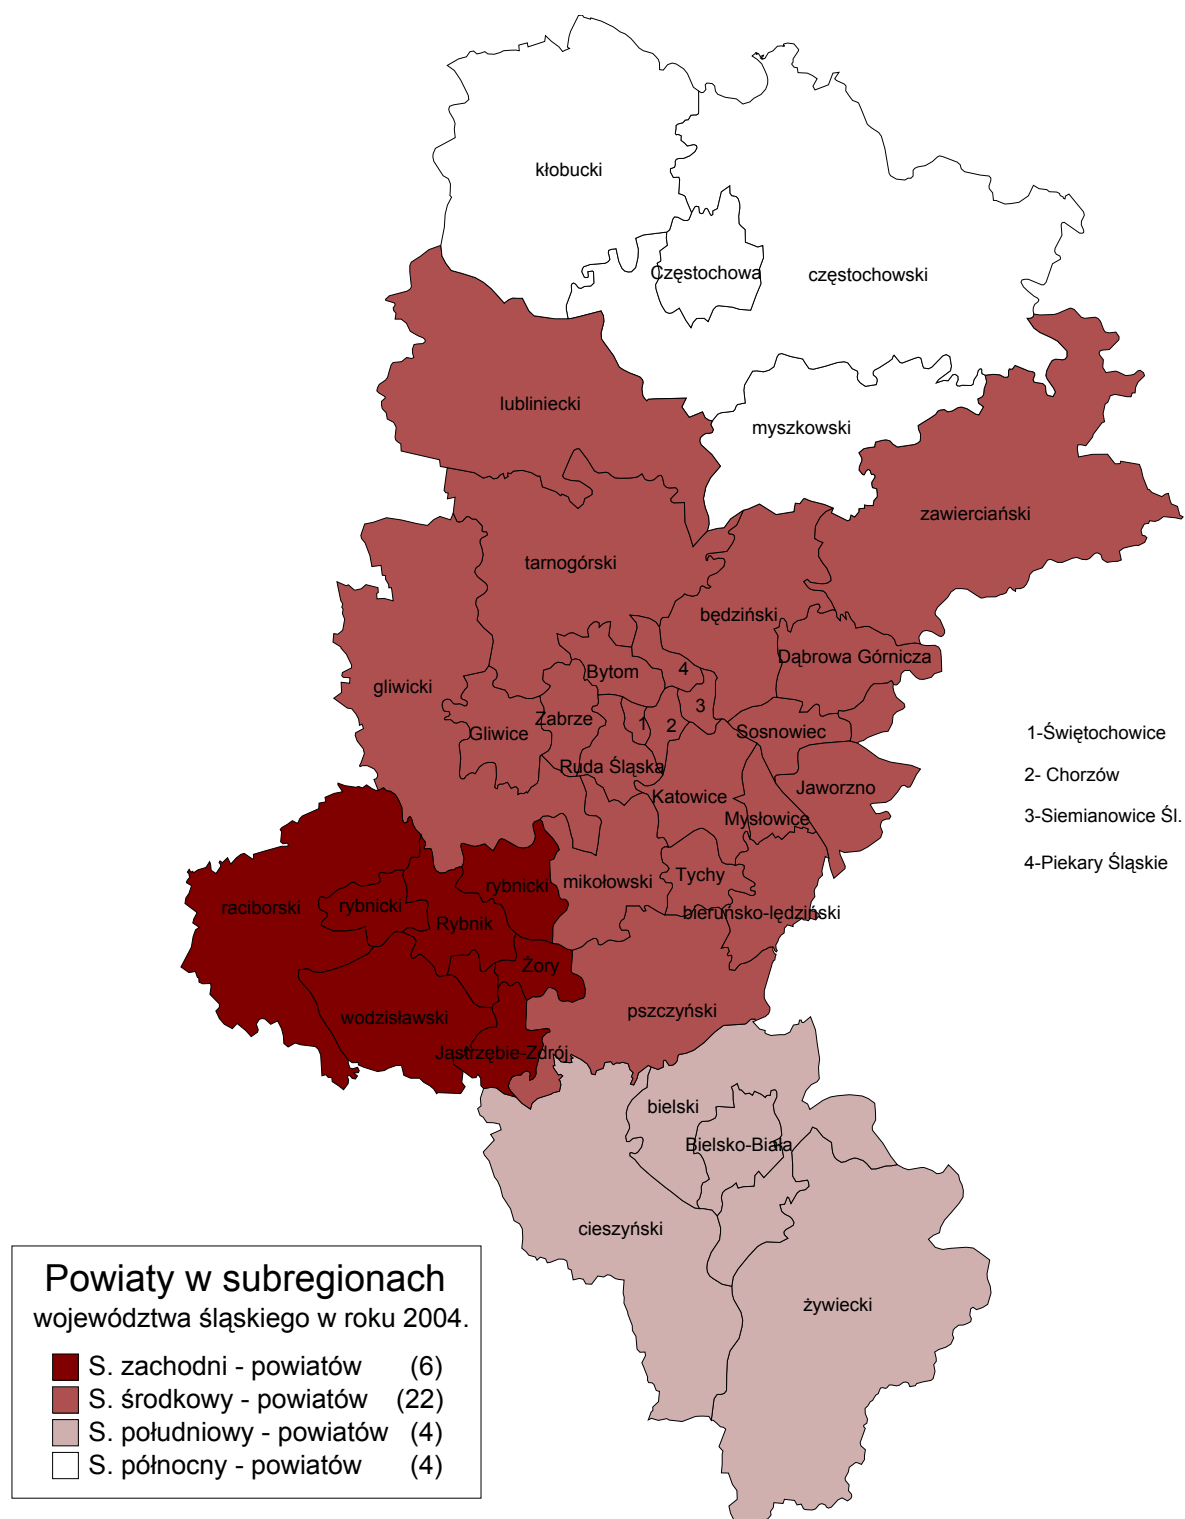 kłobucki
Częstochowa
częstochowski
lubliniecki
myszkowski
zawierciański
tarnogórski
będziński
Dąbrowa Górnicza
gliwicki
Bytom
4
3
Zabrze
1
2
Gliwice
Sosnowiec
1-Świętochowice
Ruda Śląska
2- Chorzów
Katowice
Jaworzno
Mysłowice
3-Siemianowice Śl.
4-Piekary Śląskie
mikołowski
Tychy
rybnicki
raciborski
rybnicki
Rybnik
bieruńsko-lędziński
Żory
wodzisławski
pszczyński
Jastrzębie-Zdrój
bielski
Bielsko-Biała
cieszyński
żywiecki
Powiaty w subregionach
województwa śląskiego w roku 2004.
S. zachodni - powiatów (6)
S. środkowy - powiatów (22)
S. południowy - powiatów (4)
S. północny - powiatów (4)